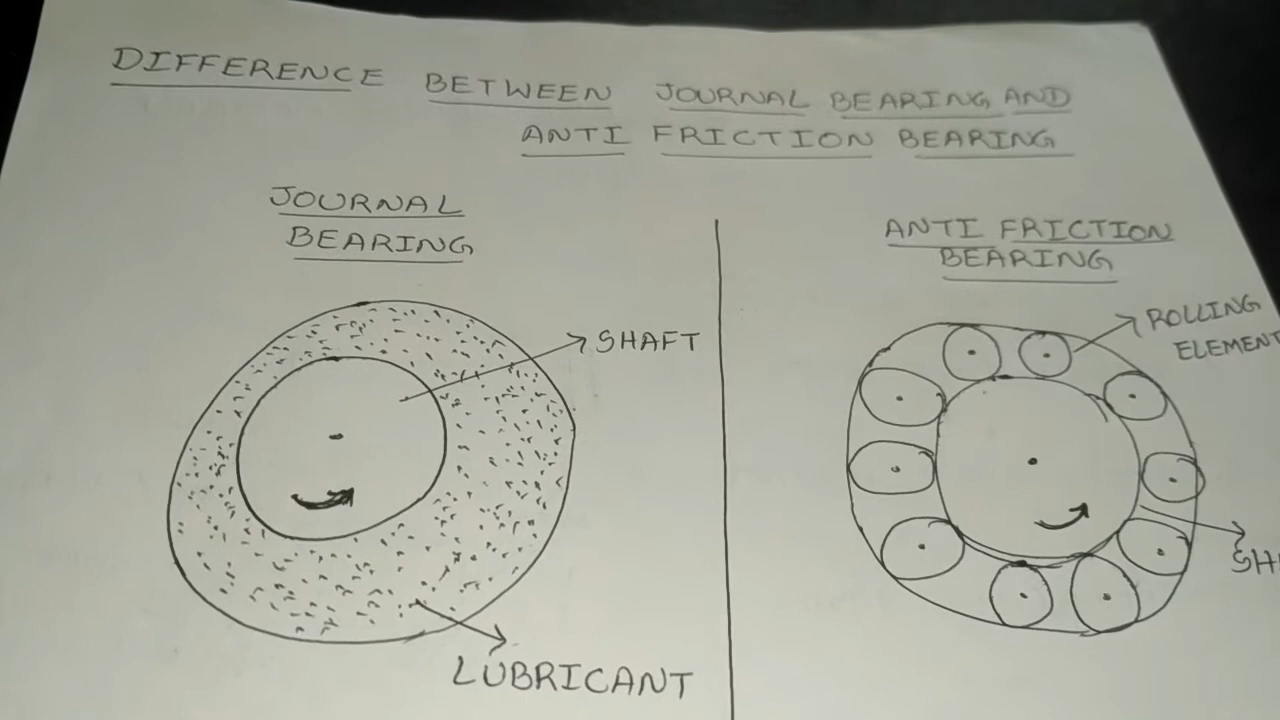 DIFFERENCE BETWEEN JOURNAL BEARING AND
ANTI FRICTION BEARING
JOURNAL
BEARING
SHAFT
LUBRICANT
ANTI FRICTION
BEARING
ROLLING
ELEMENT